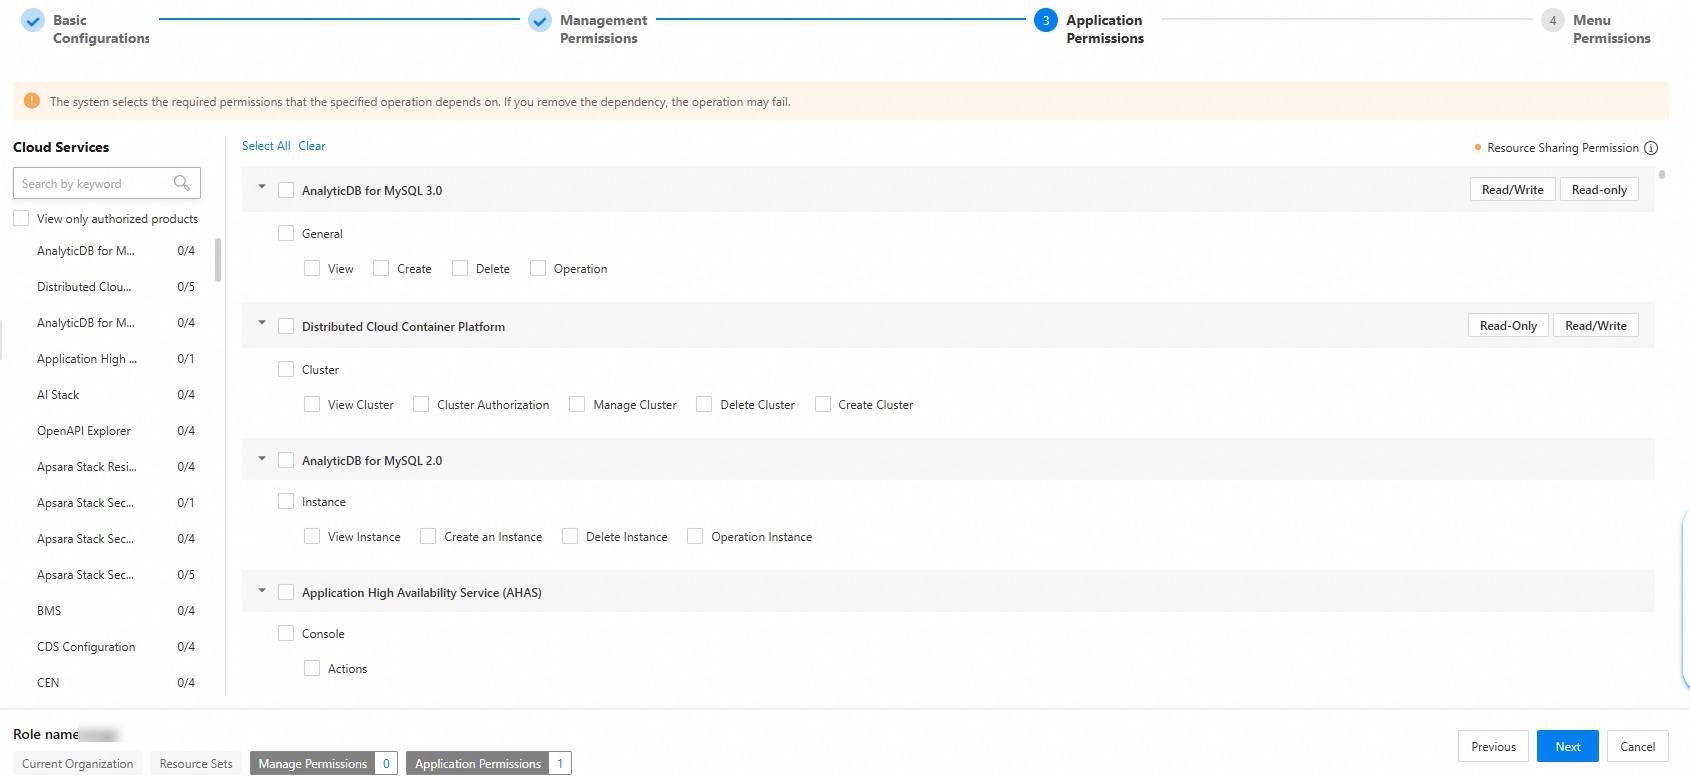 Basic
Configurations
Management
Permissions
3
Application
Permissions
4
Menu
Permissions
The system selects the required permissions that the specified operation depends on. If you remove the dependency, the operation may fail.
Cloud Services
Search by keyword
View only authorized products
AnalyticDB for M... 0/4
Distributed Clou... 0/5
AnalyticDB for M... 0/4
Application High ... 0/1
AI Stack 0/4
OpenAPI Explorer 0/4
Apsara Stack Resi... 0/4
Apsara Stack Sec... 0/1
Apsara Stack Sec... 0/4
Apsara Stack Sec... 0/5
BMS 0/4
CDS Configuration 0/4
CEN 0/4
Select All Clear
Resource Sharing Permission
AnalyticDB for MySQL 3.0 Read/Write Read-only
General
View Create Delete Operation
Distributed Cloud Container Platform Read-Only Read/Write
Cluster
View Cluster Cluster Authorization Manage Cluster Delete Cluster Create Cluster
AnalyticDB for MySQL 2.0
Instance
View Instance Create an Instance Delete Instance Operation Instance
Application High Availability Service (AHAS)
Console
Actions
Role name
Current Organization Resource Sets Manage Permissions 0 Application Permissions 1
Previous Next Cancel